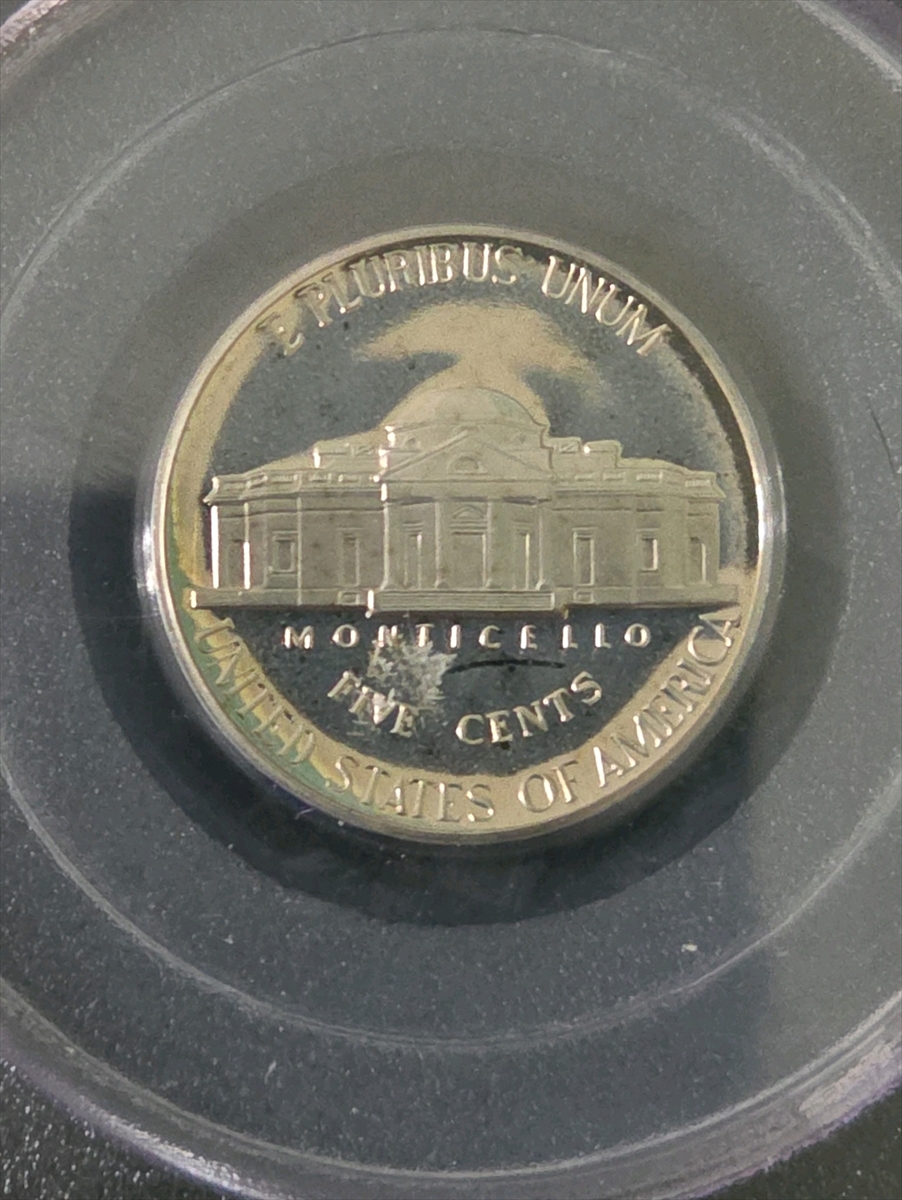 E PLURIBUS UNUM
MONTICELLO
FIVE CENTS
UNITED STATES OF AMERICA